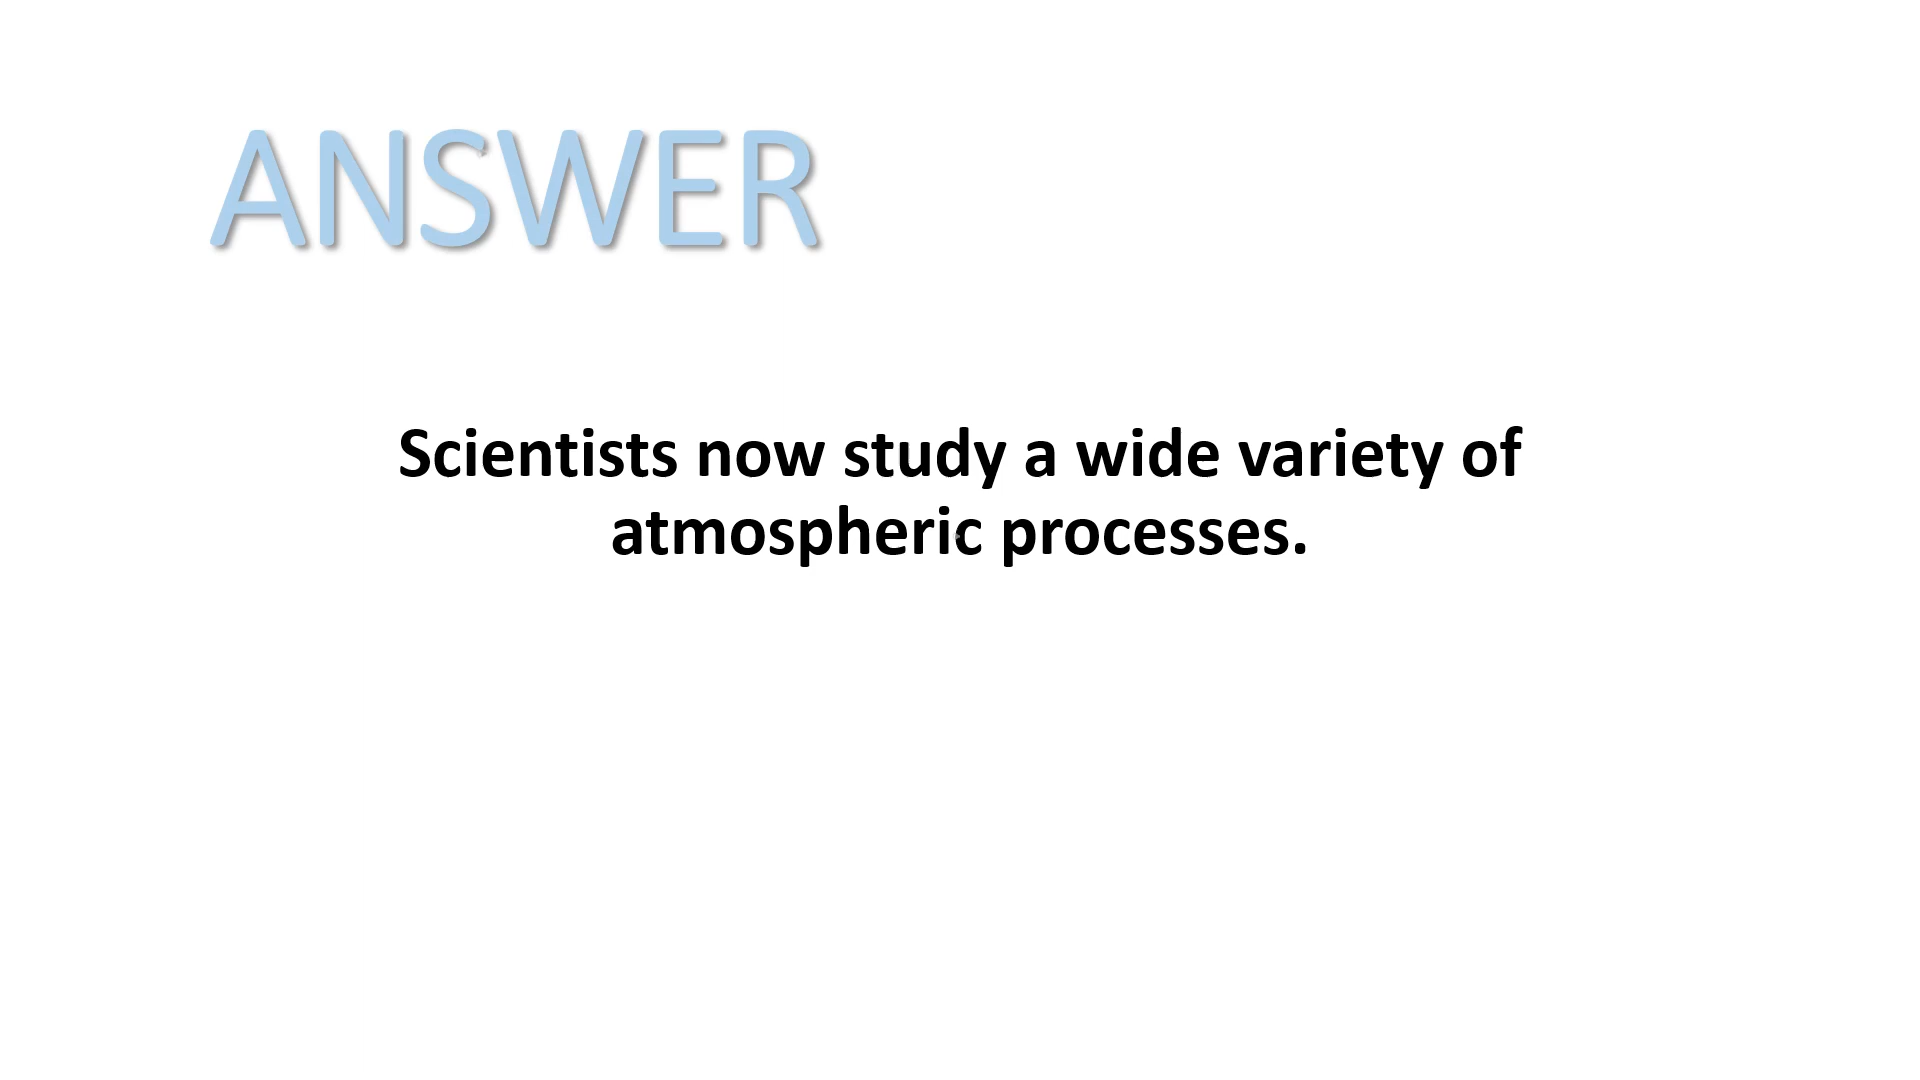 ANSWER
Scientists now study a wide variety of
atmospheric processes.